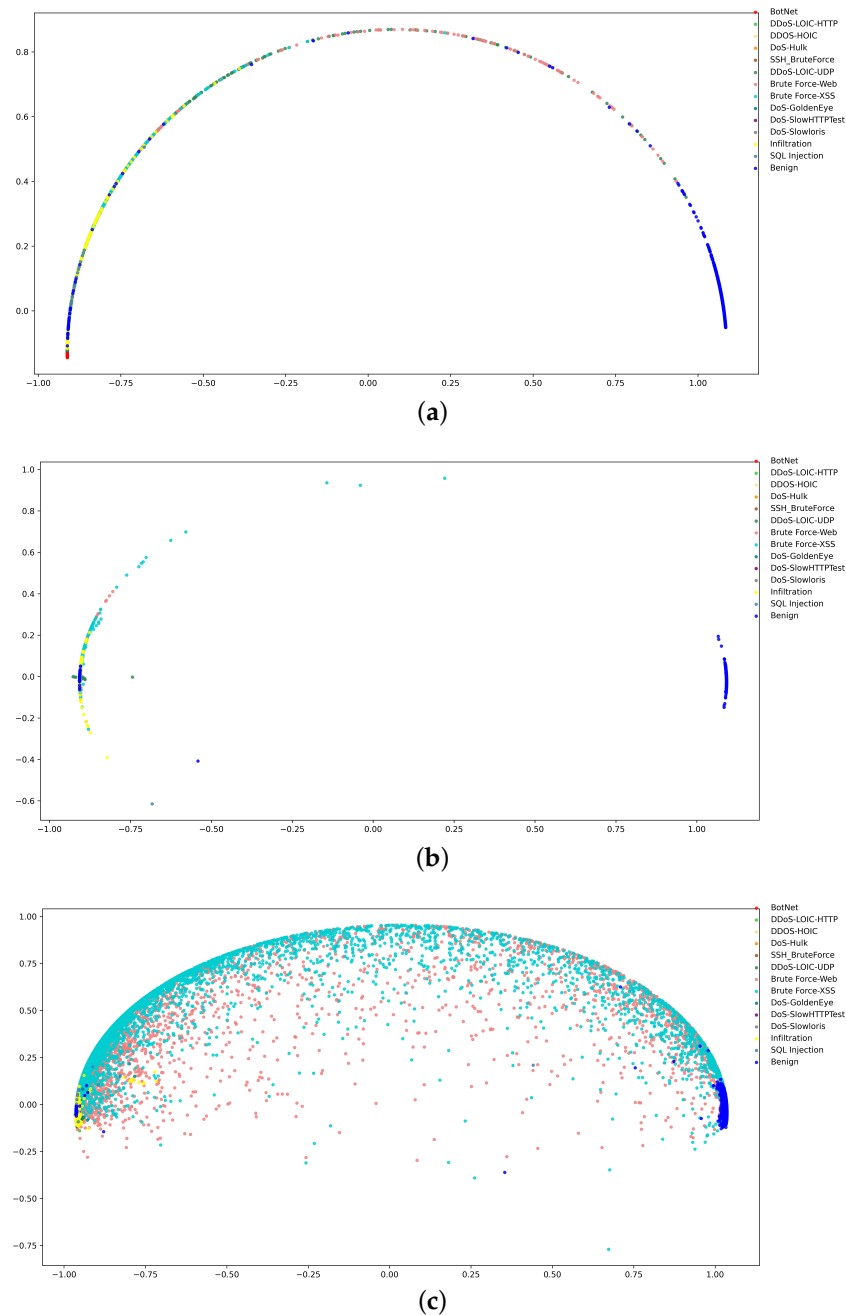 BotNet
DDoS-LOIC-HTTP
DDOS-HOIC
DoS-Hulk
SSH_BruteForce
DDoS-LOIC-UDP
Brute Force-Web
Brute Force-XSS
DoS-GoldenEye
DoS-SlowHTTPTest
DoS-Slowloris
Infiltration
SQL Injection
Benign
0.8
0.6
0.4
0.2
0.0
−1.00 −0.75 −0.50 −0.25 0.00 0.25 0.50 0.75 1.00
(a)
BotNet
DDoS-LOIC-HTTP
DDOS-HOIC
DoS-Hulk
SSH_BruteForce
DDoS-LOIC-UDP
Brute Force-Web
Brute Force-XSS
DoS-GoldenEye
DoS-SlowHTTPTest
DoS-Slowloris
Infiltration
SQL Injection
Benign
1.0
0.8
0.6
0.4
0.2
0.0
−0.2
−0.4
−0.6
−1.00 −0.75 −0.50 −0.25 0.00 0.25 0.50 0.75 1.00
(b)
BotNet
DDoS-LOIC-HTTP
DDOS-HOIC
DoS-Hulk
SSH_BruteForce
DDoS-LOIC-UDP
Brute Force-Web
Brute Force-XSS
DoS-GoldenEye
DoS-SlowHTTPTest
DoS-Slowloris
Infiltration
SQL Injection
Benign
1.00
0.75
0.50
0.25
0.00
−0.25
−0.50
−0.75
−1.00 −0.75 −0.50 −0.25 0.00 0.25 0.50 0.75 1.00
(c)